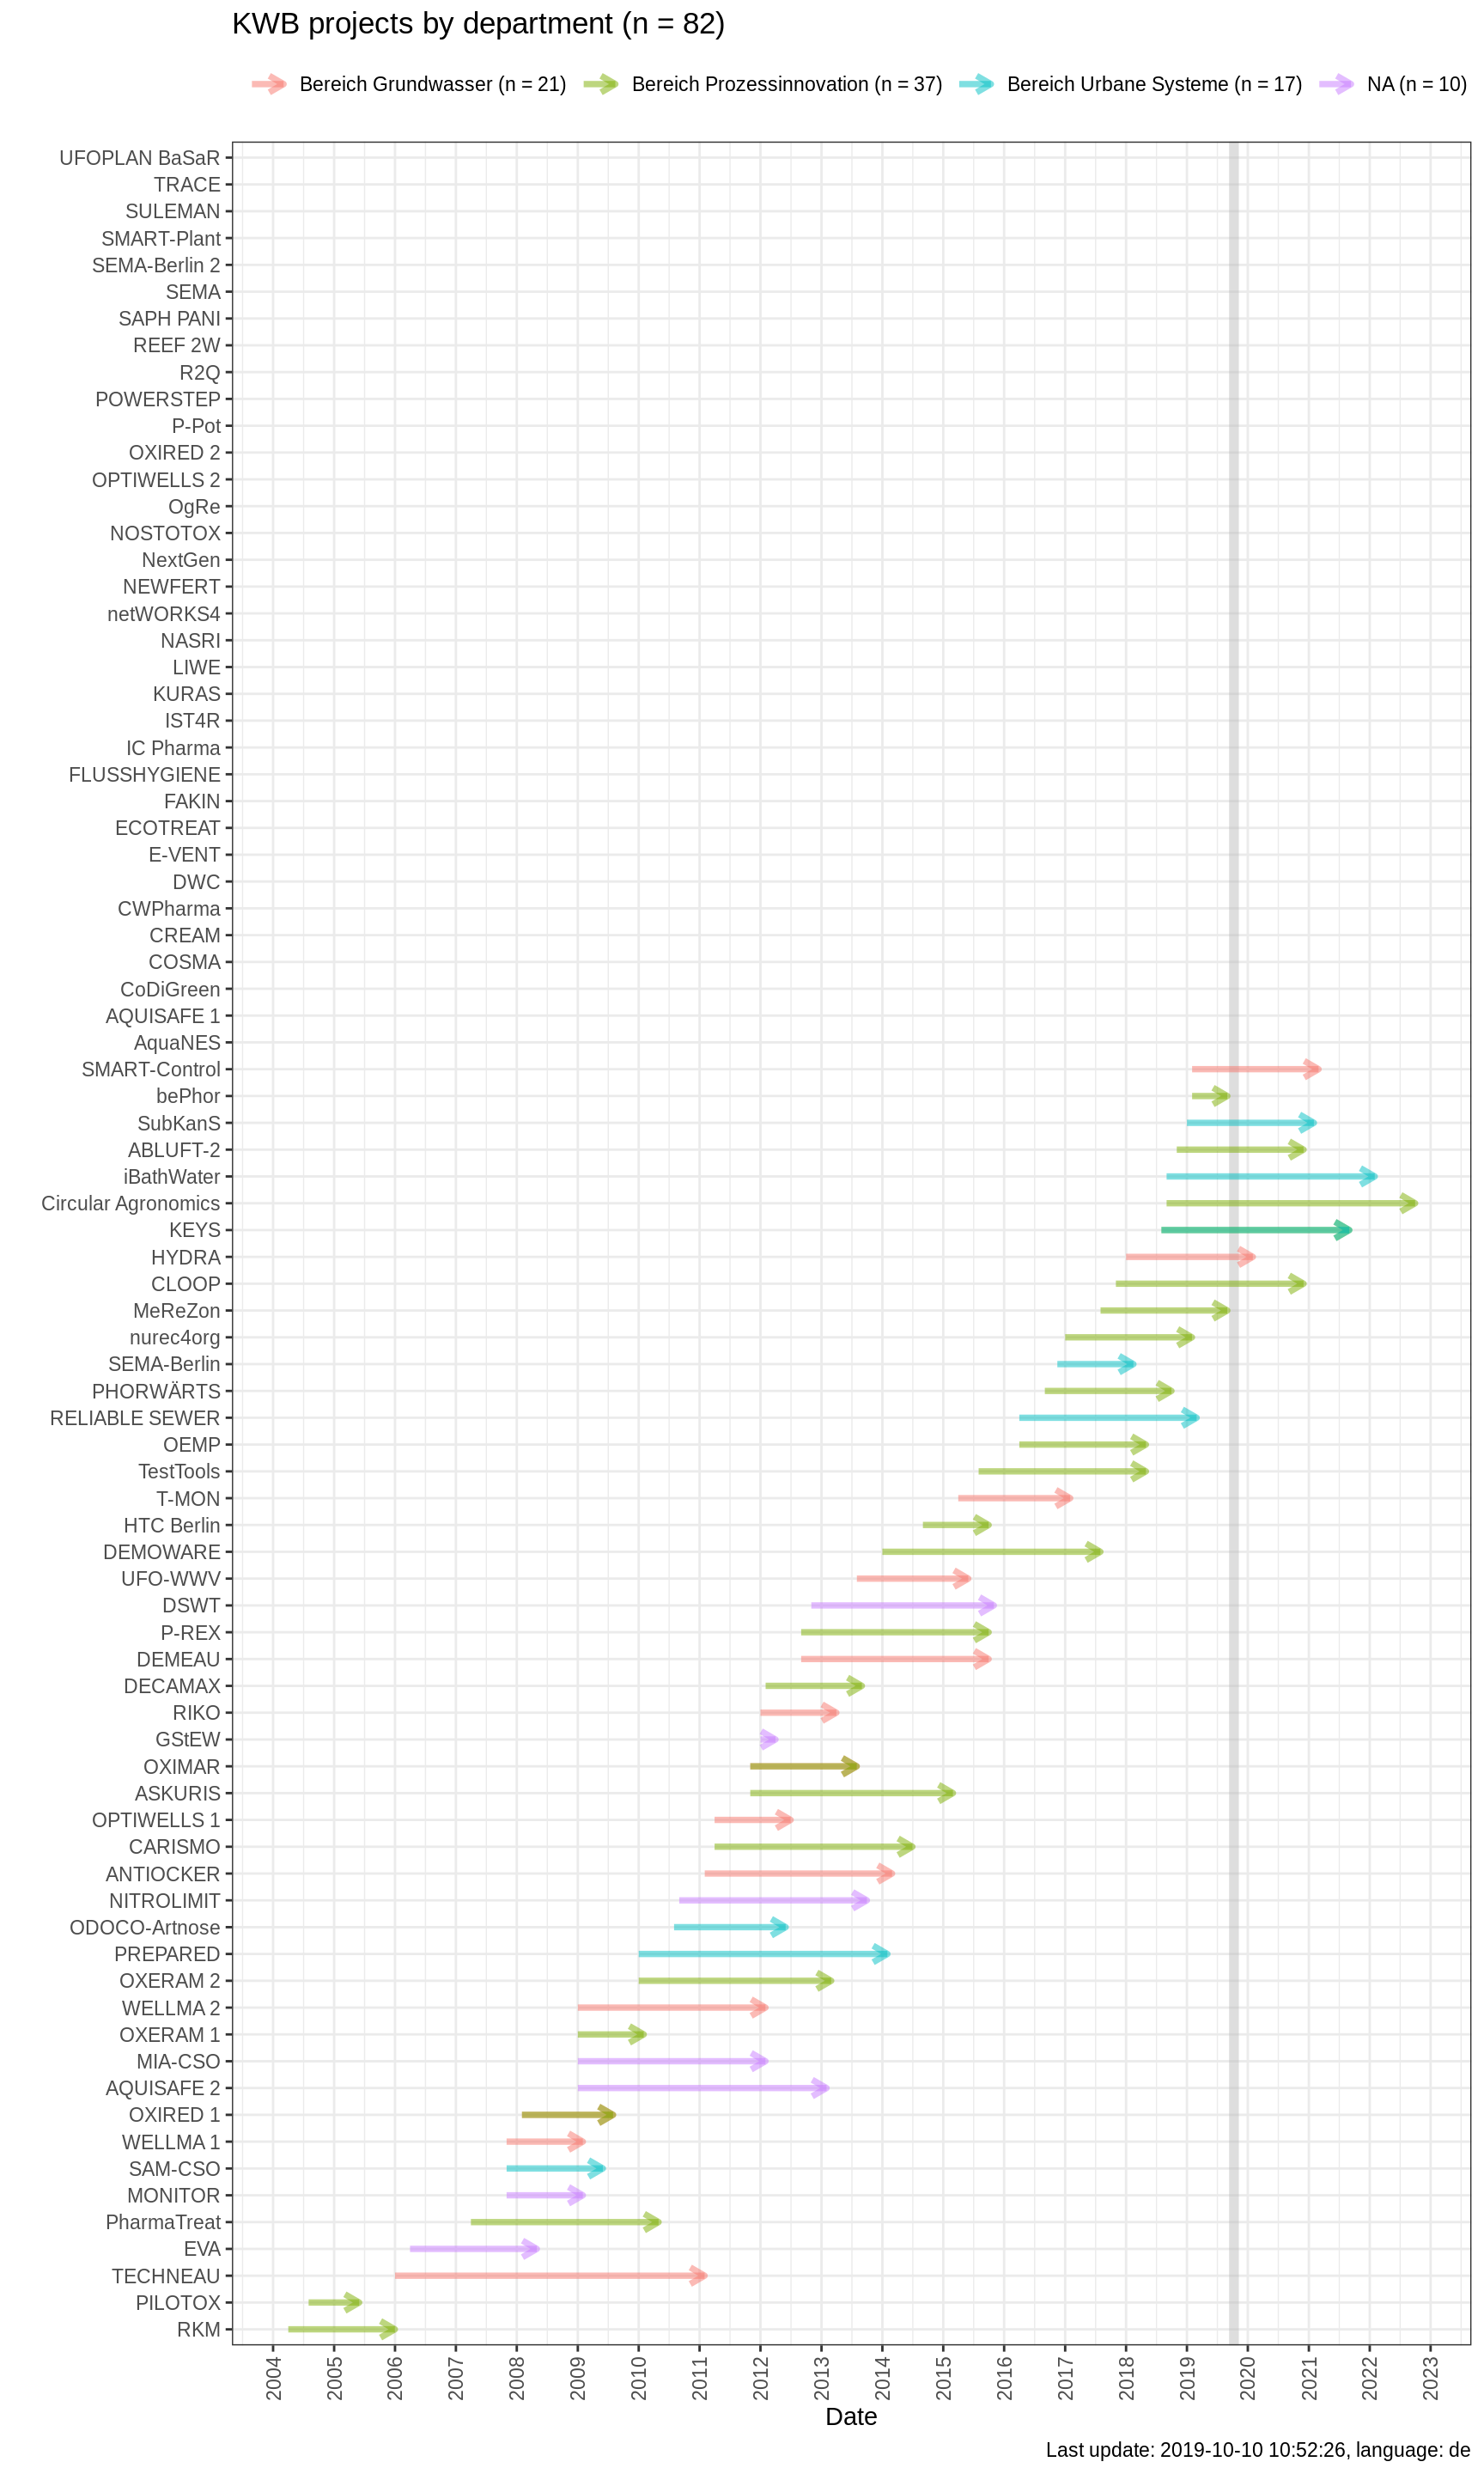 KWB projects by department (n = 82)
Bereich Grundwasser (n = 21) Bereich Prozessinnovation (n = 37) Bereich Urbane Systeme (n = 17) NA (n = 10)
UFOPLAN BaSaR
TRACE
SULEMAN
SMART-Plant
SEMA-Berlin 2
SEMA
SAPH PANI
REEF 2W
R2Q
POWERSTEP
P-Pot
OXIRED 2
OPTIWELLS 2
OgRe
NOSTOTOX
NextGen
NEWFERT
netWORKS4
NASRI
LIWE
KURAS
IST4R
IC Pharma
FLUSSHYGIENE
FAKIN
ECOTREAT
E-VENT
DWC
CWPharma
CREAM
COSMA
CoDiGreen
AQUISAFE 1
AquaNES
SMART-Control
bePhor
SubKanS
ABLUFT-2
iBathWater
Circular Agronomics
KEYS
HYDRA
CLOOP
MeReZon
nurec4org
SEMA-Berlin
PHORWÄRTS
RELIABLE SEWER
OEMP
TestTools
T-MON
HTC Berlin
DEMOWARE
UFO-WWV
DSWT
P-REX
DEMEAU
DECAMAX
RIKO
GStEW
OXIMAR
ASKURIS
OPTIWELLS 1
CARISMO
ANTIOCKER
NITROLIMIT
ODOCO-Artnose
PREPARED
OXERAM 2
WELLMA 2
OXERAM 1
MIA-CSO
AQUISAFE 2
OXIRED 1
WELLMA 1
SAM-CSO
MONITOR
PharmaTreat
EVA
TECHNEAU
PILOTOX
RKM
2004 2005 2006 2007 2008 2009 2010 2011 2012 2013 2014 2015 2016 2017 2018 2019 2020 2021 2022 2023
Date
Last update: 2019-10-10 10:52:26, language: de